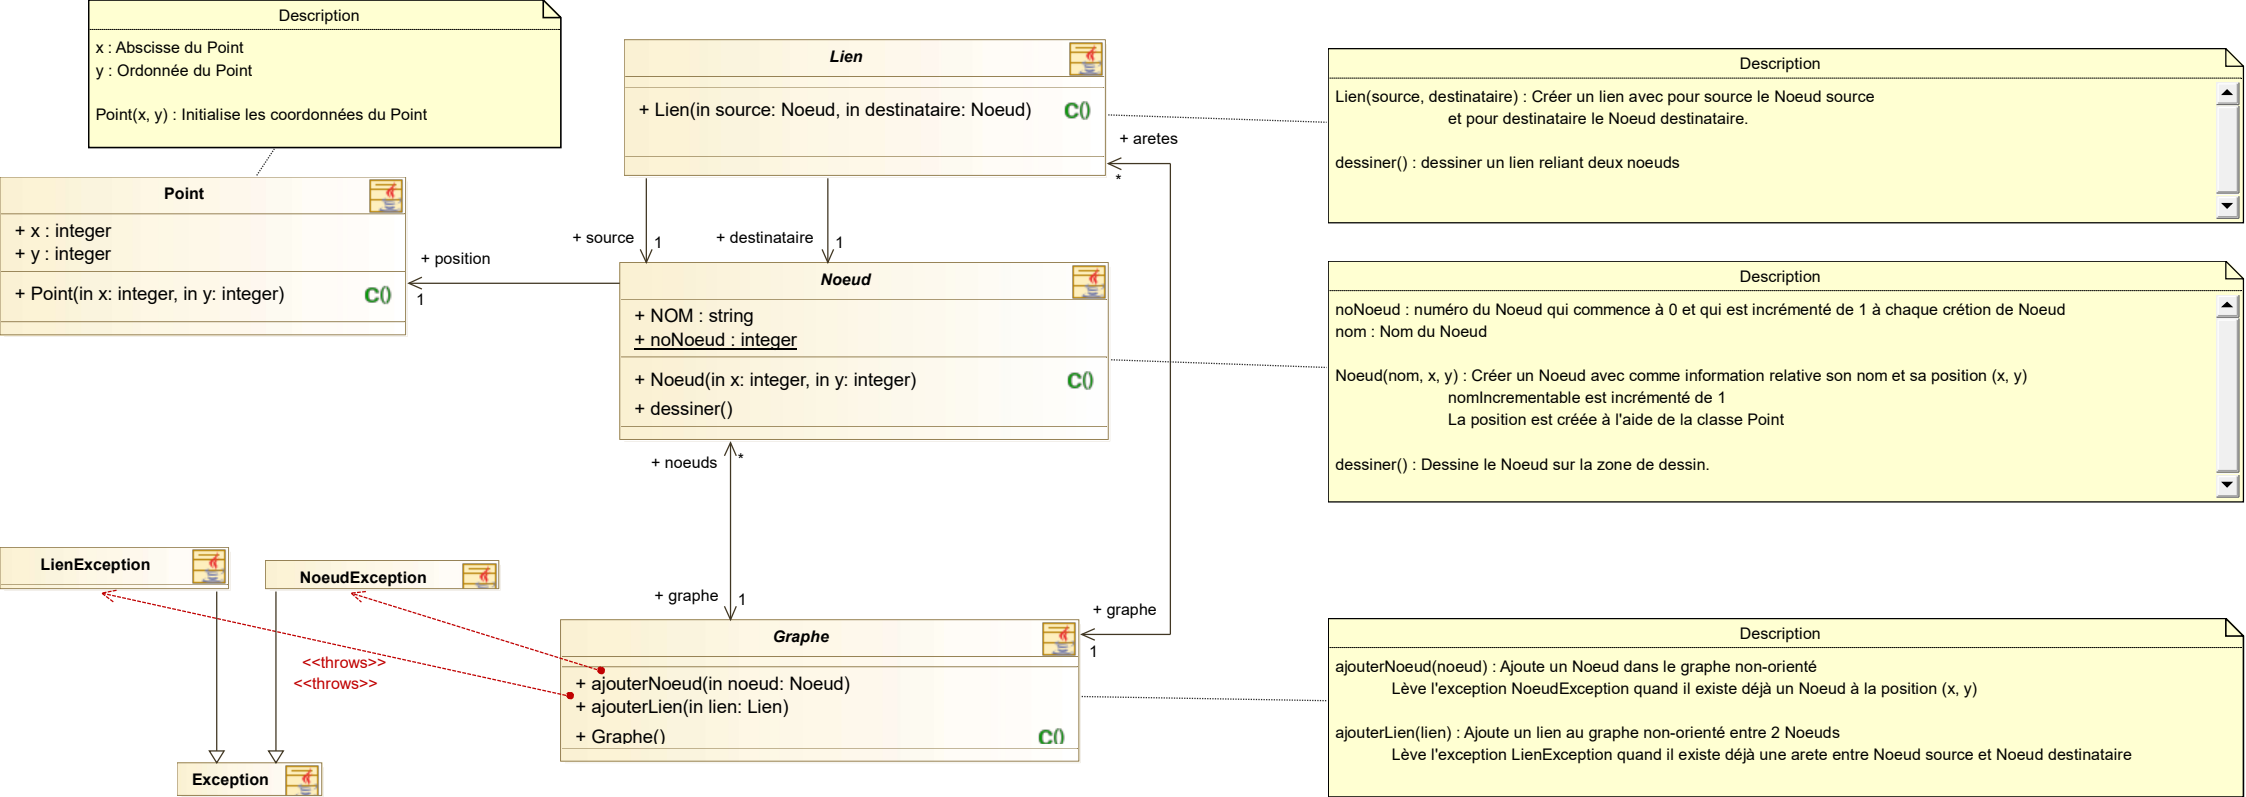 Description
x : Abscisse du Point
y : Ordonnée du Point
Point(x, y) : Initialise les coordonnées du Point
Lien
+ Lien(in source: Noeud, in destinataire: Noeud)
C()
Description
Lien(source, destinataire) : Créer un lien avec pour source le Noeud source
et pour destinataire le Noeud destinataire.
dessiner() : dessiner un lien reliant deux noeuds
+ aretes
*
Point
+ x : integer
+ y : integer
+ Point(in x: integer, in y: integer)
C()
+ source
1
+ destinataire
1
+ position
1
Noeud
+ NOM : string
+ noNoeud : integer
+ Noeud(in x: integer, in y: integer)
C()
+ dessiner()
Description
noNoeud : numéro du Noeud qui commence à 0 et qui est incrémenté de 1 à chaque crétion de Noeud
nom : Nom du Noeud
Noeud(nom, x, y) : Créer un Noeud avec comme information relative son nom et sa position (x, y)
nomIncrementable est incrémenté de 1
La position est créée à l'aide de la classe Point
dessiner() : Dessine le Noeud sur la zone de dessin.
+ noeuds
*
LienException
NoeudException
+ graphe
1
+ graphe
1
<<throws>>
<<throws>>
Graphe
+ ajouterNoeud(in noeud: Noeud)
+ ajouterLien(in lien: Lien)
+ Graphe()
C()
Description
ajouterNoeud(noeud) : Ajoute un Noeud dans le graphe non-orienté
Lève l'exception NoeudException quand il existe déjà un Noeud à la position (x, y)
ajouterLien(lien) : Ajoute un lien au graphe non-orienté entre 2 Noeuds
Lève l'exception LienException quand il existe déjà une arete entre Noeud source et Noeud destinataire
Exception